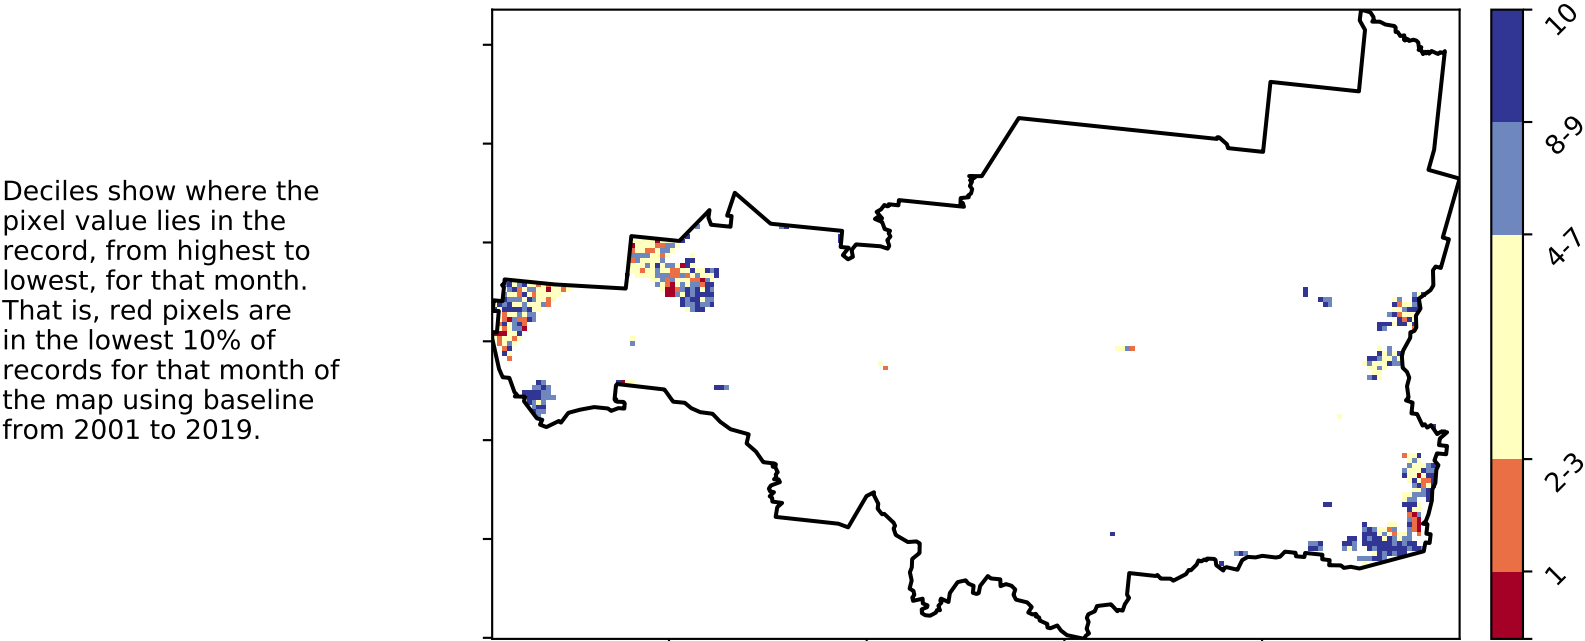 Deciles show where the
pixel value lies in the
record, from highest to
lowest, for that month.
That is, red pixels are
in the lowest 10% of
records for that month of
the map using baseline
from 2001 to 2019.
10
8-9
4-7
2-3
1